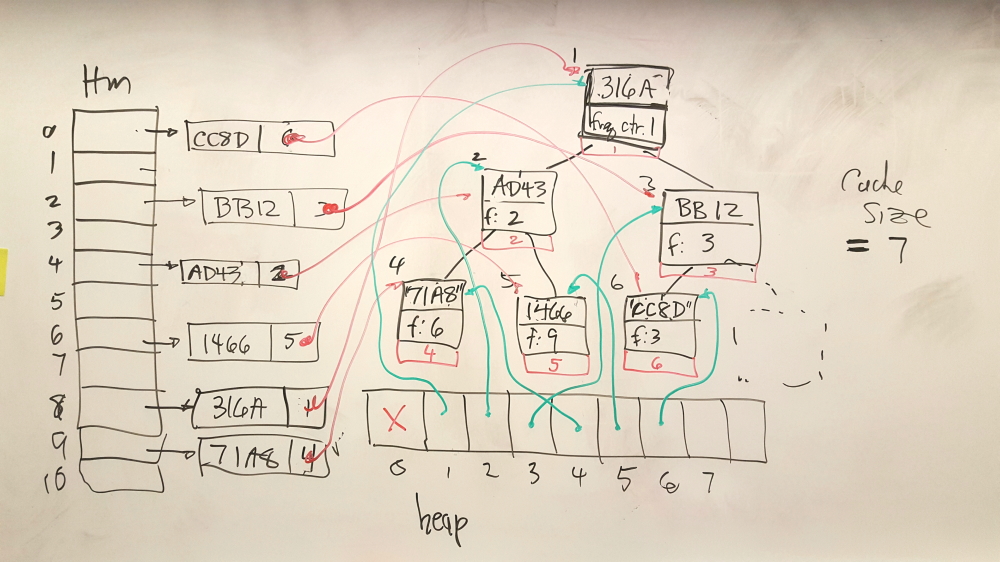 Hm
0
1
2
3
4
5
6
7
8
9
10
CC8D 6
BB12 3
AD43 2
1466 5
316A 1
71A8 4
1
316A
freq ctr. 1
1
2
AD43
f: 2
2
3
BB12
f: 3
3
4
"71A8"
f: 6
4
5
1466
f: 9
5
6
"CC8D"
f: 3
6
Cache
Size
= 7
X
0 1 2 3 4 5 6 7
heap